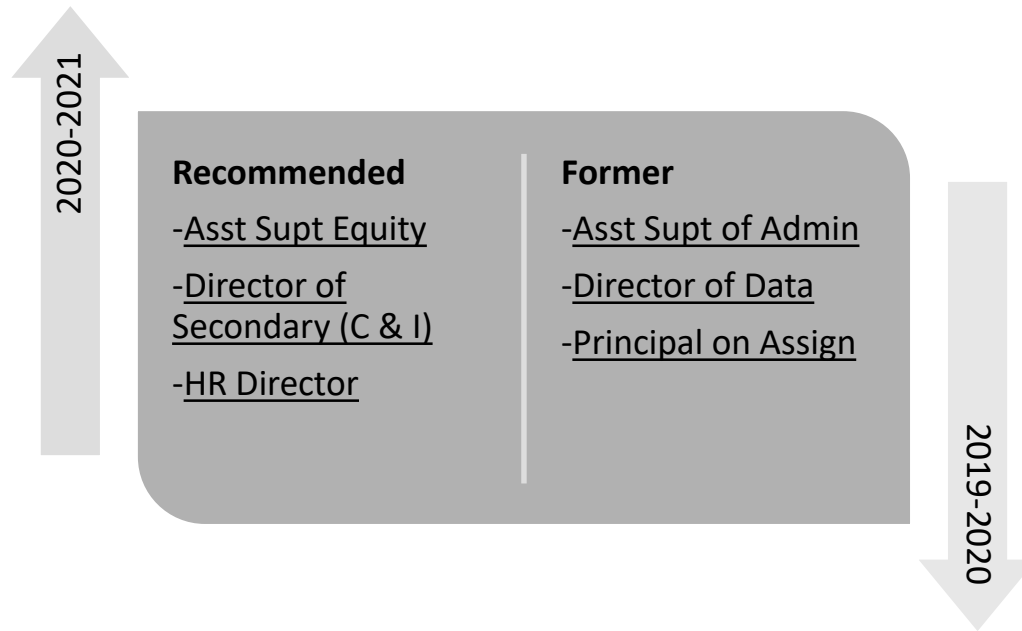 2020-2021
Recommended
-Asst Supt Equity
-Director of
Secondary (C & I)
-HR Director
Former
-Asst Supt of Admin
-Director of Data
-Principal on Assign
2019-2020